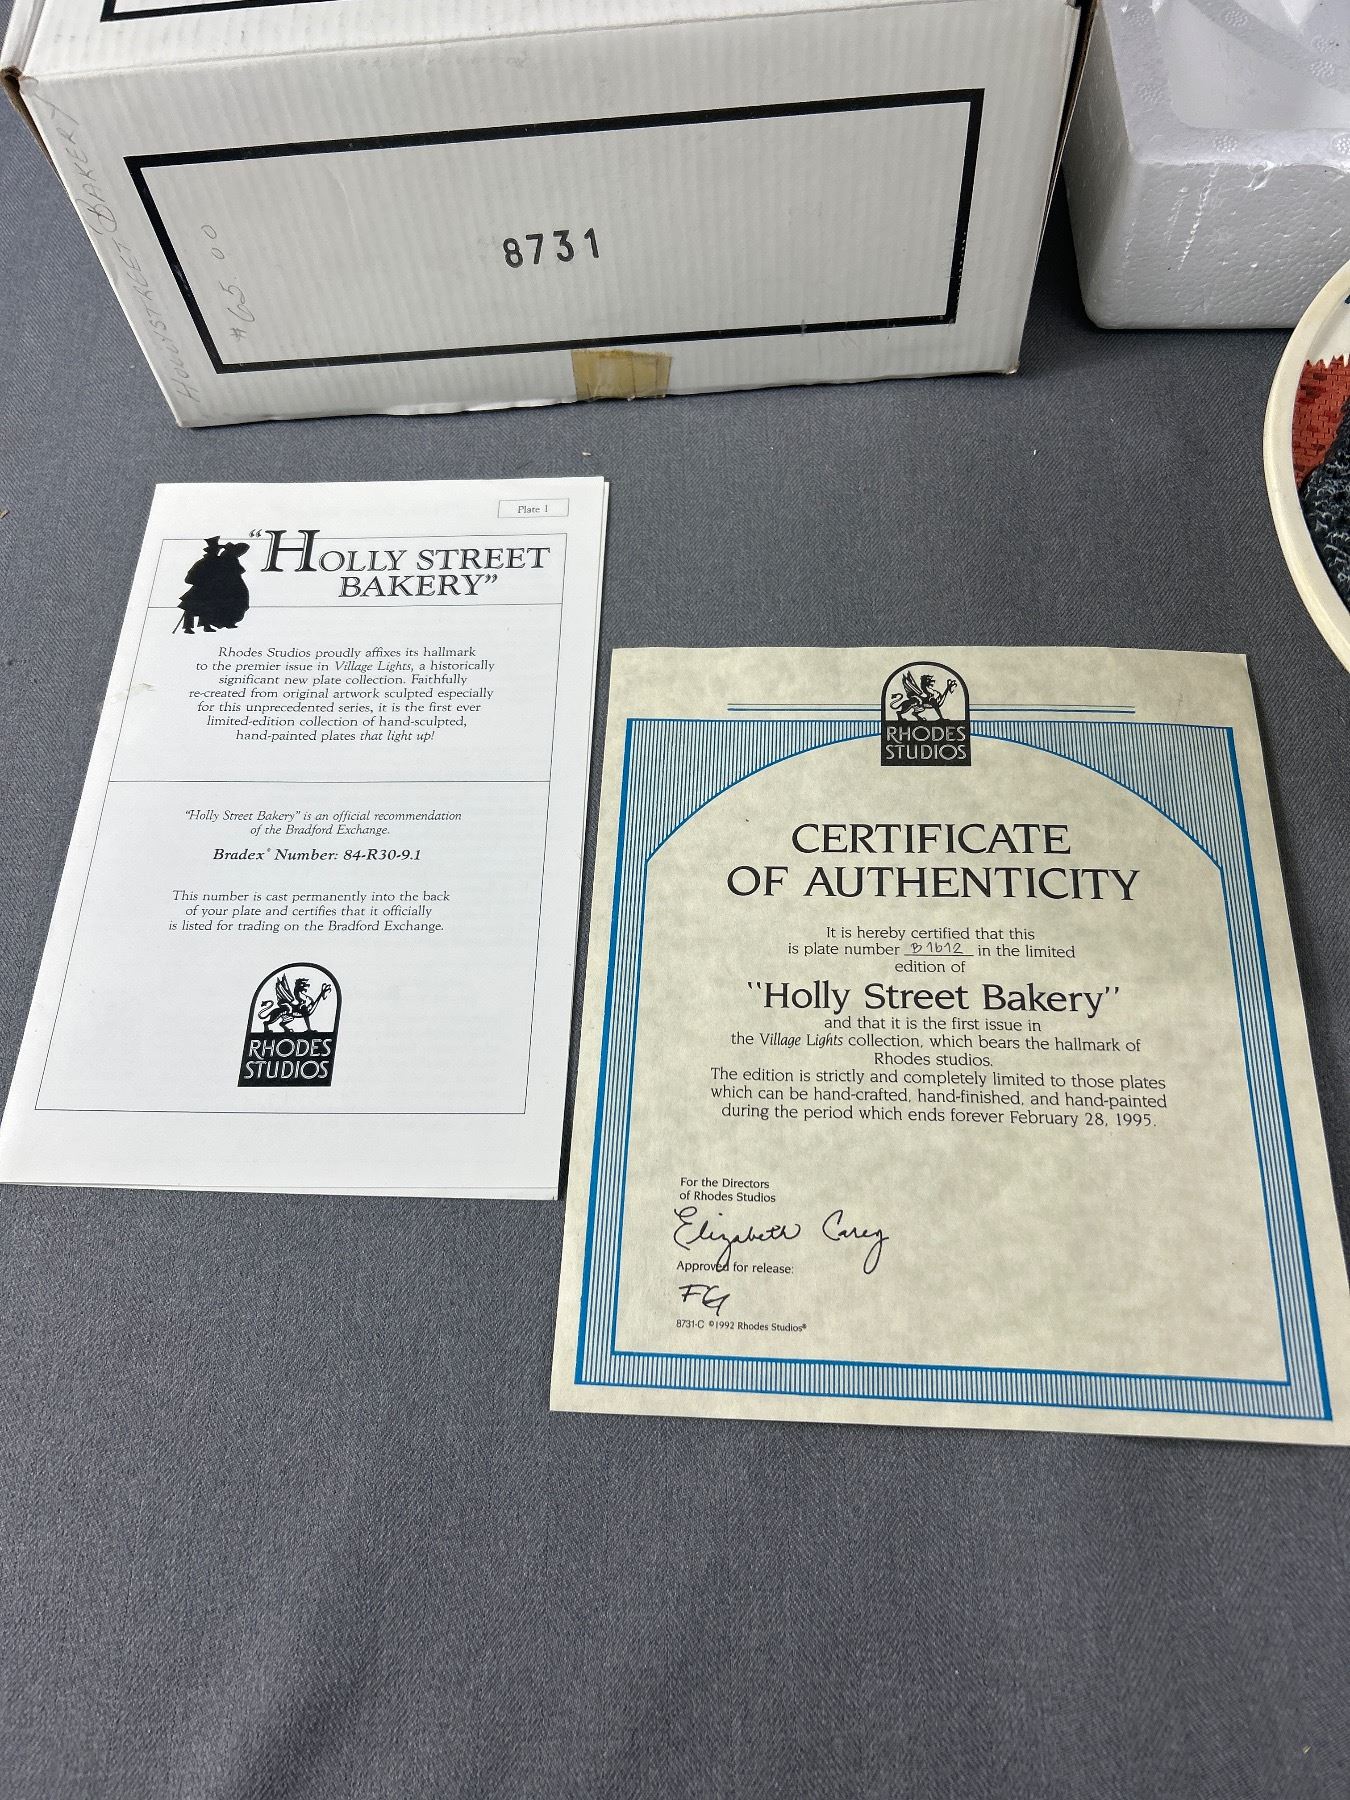 HOLLY STREET BAKERY
#65.00
8731
Plate 1
"HOLLY STREET
BAKERY"
Rhodes Studios proudly affixes its hallmark
to the premier issue in Village Lights, a historically
significant new plate collection. Faithfully
re-created from original artwork sculpted especially
for this unprecedented series, it is the first ever
limited-edition collection of hand-sculpted,
hand-painted plates that light up!
"Holly Street Bakery" is an official recommendation
of the Bradford Exchange.
Bradex® Number: 84-R30-9.1
This number is cast permanently into the back
of your plate and certifies that it officially
is listed for trading on the Bradford Exchange.
RHODES
STUDIOS
RHODES
STUDIOS
CERTIFICATE
OF AUTHENTICITY
It is hereby certified that this
is plate number B1612 in the limited
edition of
"Holly Street Bakery"
and that it is the first issue in
the Village Lights collection, which bears the hallmark of
Rhodes studios.
The edition is strictly and completely limited to those plates
which can be hand-crafted, hand-finished, and hand-painted
during the period which ends forever February 28, 1995.
For the Directors
of Rhodes Studios
Elizabeth Carey
Approved for release:
FG
8731-C ©1992 Rhodes Studios®